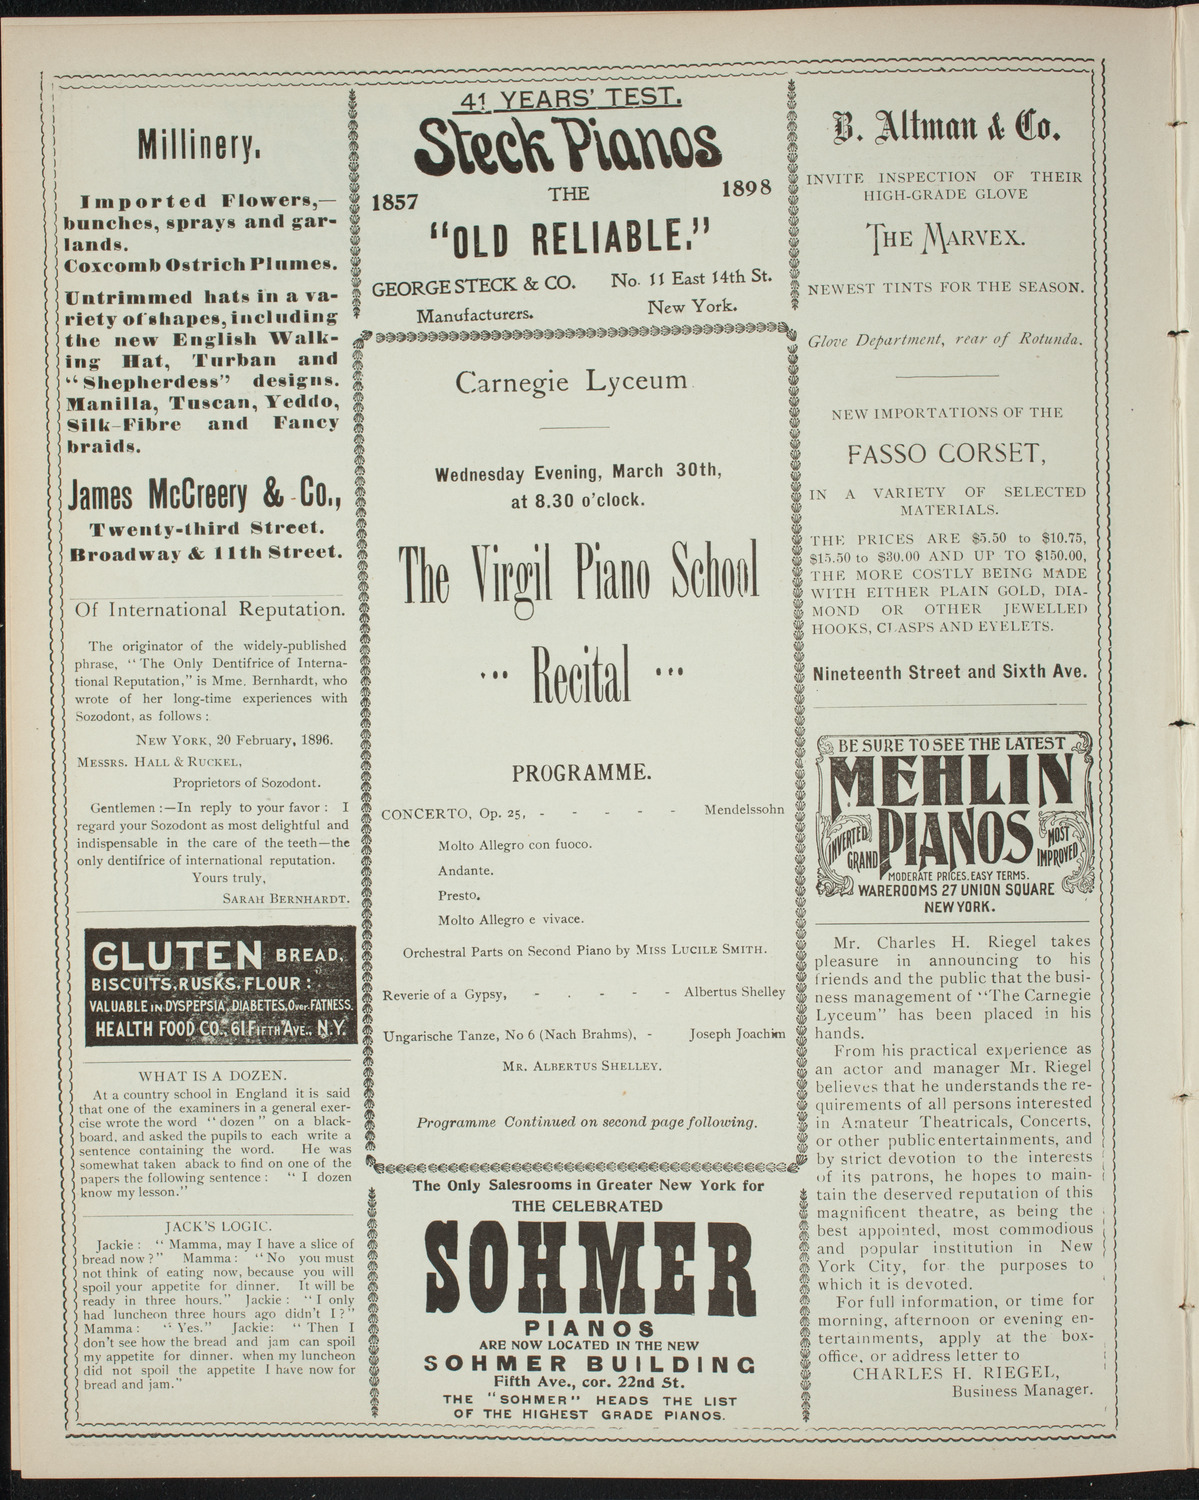 Millinery.
Imported Flowers,—
bunches, sprays and gar-
lands.
Coxcomb Ostrich Plumes.
Untrimmed hats in a va-
riety of shapes, including
the new English Walk-
ing Hat, Turban and
"Shepherdess" designs.
Manilla, Tuscan, Yeddo,
Silk-Fibre and Fancy
braids.
James McCreery & Co.,
Twenty-third Street.
Broadway & 11th Street.
Of International Reputation.
The originator of the widely-published
phrase, "The Only Dentifrice of Interna-
tional Reputation," is Mme. Bernhardt, who
wrote of her long-time experiences with
Sozodont, as follows:
NEW YORK, 20 February, 1896.
MESSRS. HALL & RUCKEL,
Proprietors of Sozodont.
Gentlemen:—In reply to your favor: I
regard your Sozodont as most delightful and
indispensable in the care of the teeth—the
only dentifrice of international reputation.
Yours truly,
SARAH BERNHARDT.
GLUTEN BREAD,
BISCUITS, RUSKS, FLOUR:
VALUABLE IN DYSPEPSIA, DIABETES, Over-FATNESS.
HEALTH FOOD CO., 61 FIFTH AVE., N.Y.
WHAT IS A DOZEN.
At a country school in England it is said
that one of the examiners in a general exer-
cise wrote the word "dozen" on a black-
board, and asked the pupils to each write a
sentence containing the word. He was
somewhat taken aback to find on one of the
papers the following sentence: "I dozen
know my lesson."
JACK'S LOGIC.
Jackie: "Mamma, may I have a slice of
bread now?" Mamma: "No you must
not think of eating now, because you will
spoil your appetite for dinner. It will be
ready in three hours." Jackie: "I only
had luncheon three hours ago didn't I?"
Mamma: "Yes." Jackie: "Then I
don't see how the bread and jam can spoil
my appetite for dinner. when my luncheon
did not spoil the appetite I have now for
bread and jam."
41 YEARS' TEST.
Steck Pianos
1857 THE 1898
"OLD RELIABLE."
GEORGE STECK & CO. No. 11 East 14th St.
Manufacturers. New York.
Carnegie Lyceum
Wednesday Evening, March 30th,
at 8.30 o'clock.
The Virgil Piano School
... Recital ...
PROGRAMME.
CONCERTO, Op. 25, - - - - - Mendelssohn
Molto Allegro con fuoco.
Andante.
Presto.
Molto Allegro e vivace.
Orchestral Parts on Second Piano by MISS LUCILE SMITH.
Reverie of a Gypsy, - . - - - Albertus Shelley
Ungarische Tanze, No 6 (Nach Brahms), - Joseph Joachim
MR. ALBERTUS SHELLEY.
Programme Continued on second page following.
The Only Salesrooms in Greater New York for
THE CELEBRATED
SOHMER
PIANOS
ARE NOW LOCATED IN THE NEW
SOHMER BUILDING
Fifth Ave., cor. 22nd St.
THE "SOHMER" HEADS THE LIST
OF THE HIGHEST GRADE PIANOS.
B. Altman & Co.
INVITE INSPECTION OF THEIR
HIGH-GRADE GLOVE
THE MARVEX.
NEWEST TINTS FOR THE SEASON.
Glove Department, rear of Rotunda.
NEW IMPORTATIONS OF THE
FASSO CORSET,
IN A VARIETY OF SELECTED
MATERIALS.
THE PRICES ARE $5.50 to $10.75,
$15.50 to $30.00 AND UP TO $150.00,
THE MORE COSTLY BEING MADE
WITH EITHER PLAIN GOLD, DIA-
MOND OR OTHER JEWELLED
HOOKS, CLASPS AND EYELETS.
Nineteenth Street and Sixth Ave.
BE SURE TO SEE THE LATEST
MEHLIN
INVERTED GRAND PIANOS MOST IMPROVED
MODERATE PRICES. EASY TERMS.
WAREROOMS 27 UNION SQUARE
NEW YORK.
Mr. Charles H. Riegel takes
pleasure in announcing to his
friends and the public that the busi-
ness management of "The Carnegie
Lyceum" has been placed in his
hands.
From his practical experience as
an actor and manager Mr. Riegel
believes that he understands the re-
quirements of all persons interested
in Amateur Theatricals, Concerts,
or other public entertainments, and
by strict devotion to the interests
of its patrons, he hopes to main-
tain the deserved reputation of this
magnificent theatre, as being the
best appointed, most commodious
and popular institution in New
York City, for the purposes to
which it is devoted.
For full information, or time for
morning, afternoon or evening en-
tertainments, apply at the box-
office, or address letter to
CHARLES H. RIEGEL,
Business Manager.